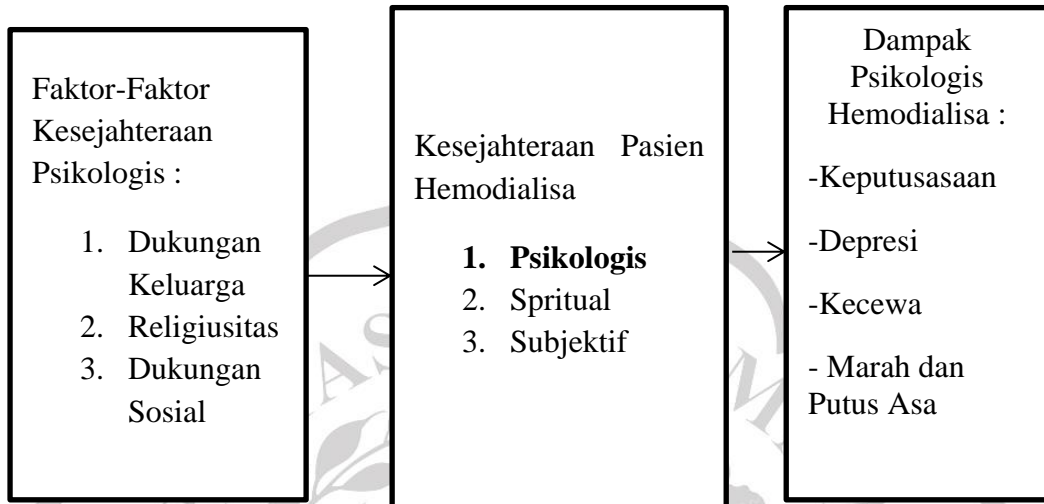 Faktor-Faktor
Kesejahteraan
Psikologis :
1. Dukungan
Keluarga
2. Religiusitas
3. Dukungan
Sosial
Kesejahteraan Pasien
Hemodialisa
1. Psikologis
2. Spritual
3. Subjektif
Dampak
Psikologis
Hemodialisa :
-Keputusasaan
-Depresi
-Kecewa
- Marah dan
Putus Asa